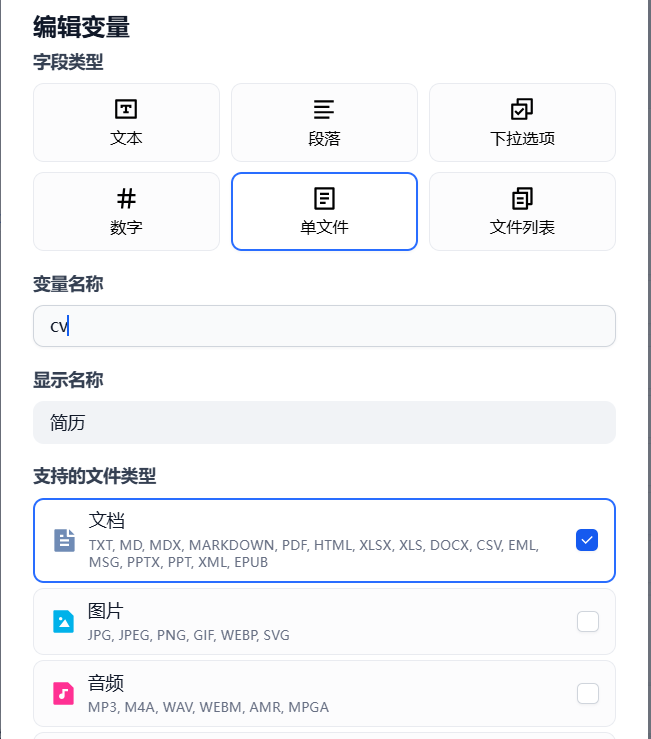 编辑变量
字段类型
文本
段落
下拉选项
数字
单文件
文件列表
变量名称
cv
显示名称
简历
支持的文件类型
文档
TXT, MD, MDX, MARKDOWN, PDF, HTML, XLSX, XLS, DOCX, CSV, EML,
MSG, PPTX, PPT, XML, EPUB
图片
JPG, JPEG, PNG, GIF, WEBP, SVG
音频
MP3, M4A, WAV, WEBM, AMR, MPGA